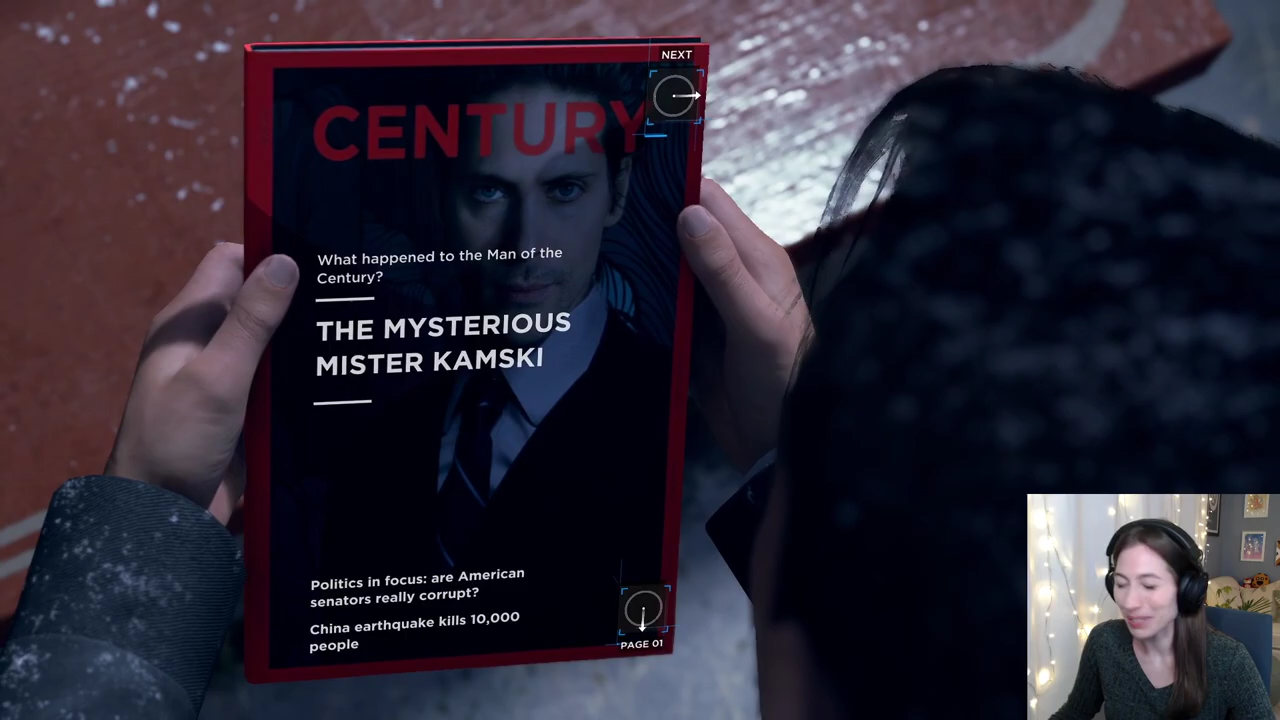 NEXT
CENTURY
What happened to the Man of the
Century?
THE MYSTERIOUS
MISTER KAMSKI
Politics in focus: are American
senators really corrupt?
China earthquake kills 10,000
people
PAGE 01